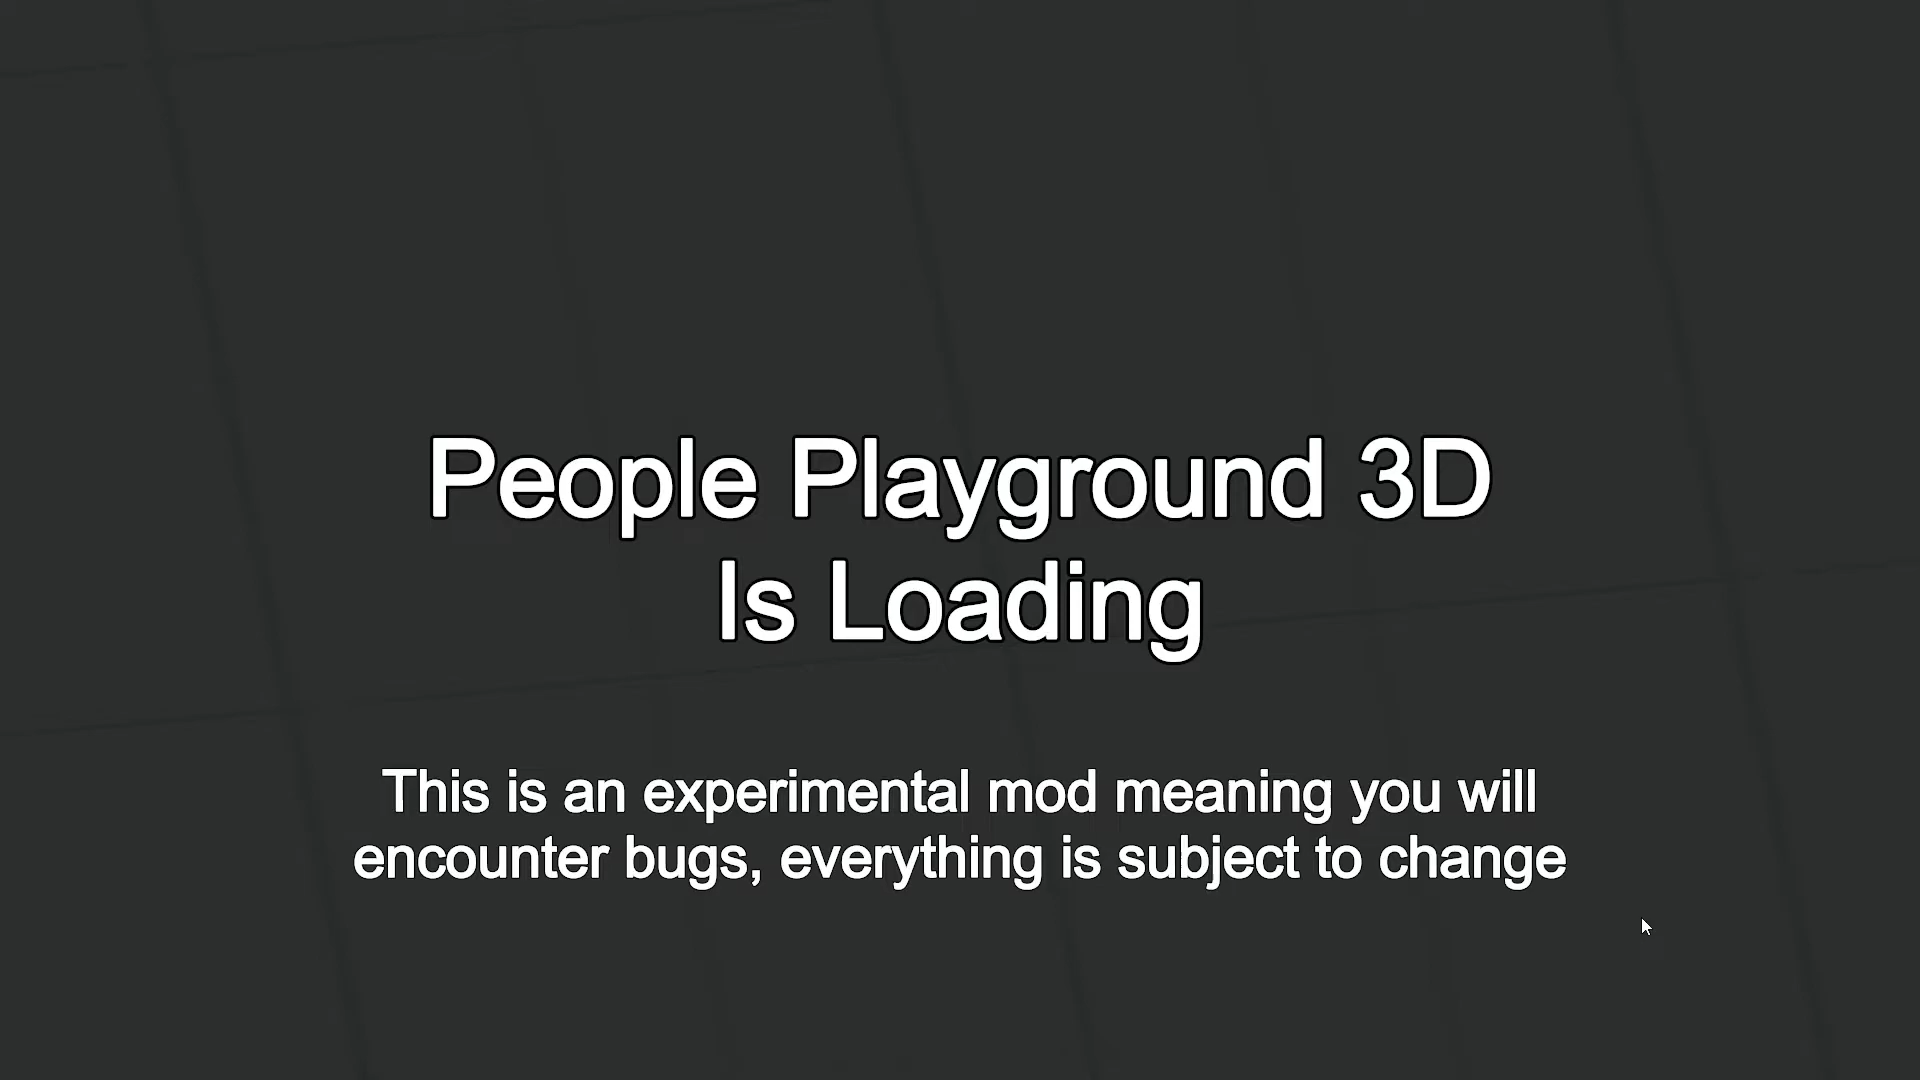 People Playground 3D
Is Loading
This is an experimental mod meaning you will
encounter bugs, everything is subject to change